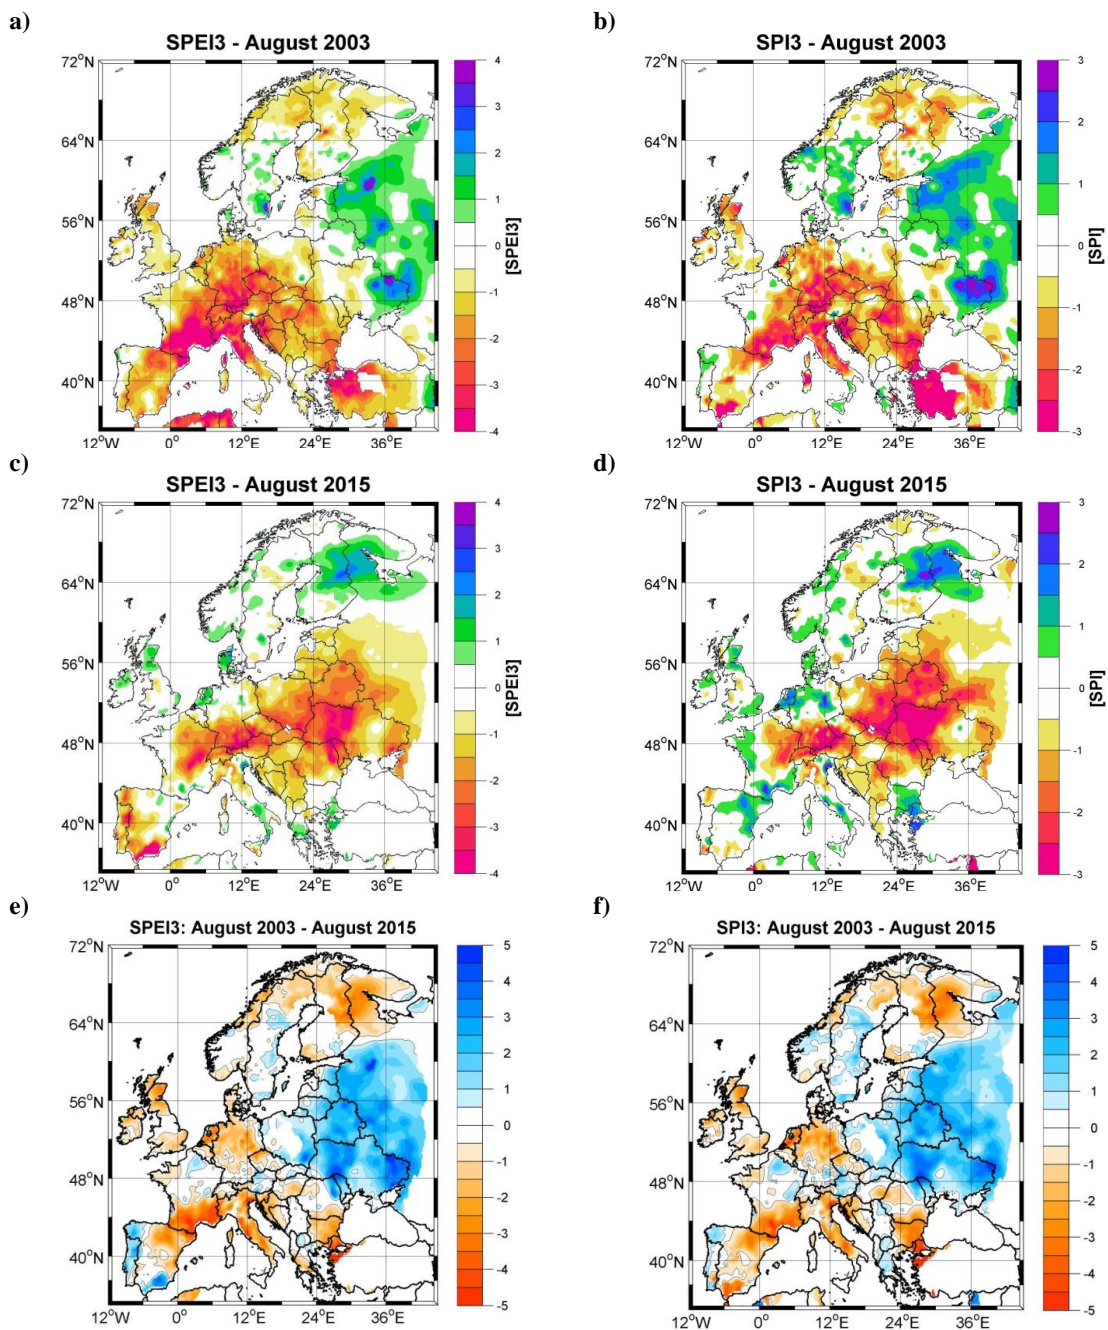 a)
b)
SPEI3 - August 2003
SPI3 - August 2003
72°N
64°N
56°N
48°N
40°N
12°W 0° 12°E 24°E 36°E
4
3
2
1
0
-1
-2
-3
-4
[SPEI3]
72°N
64°N
56°N
48°N
40°N
12°W 0° 12°E 24°E 36°E
3
2
1
0
-1
-2
-3
[SPI]
c)
d)
SPEI3 - August 2015
SPI3 - August 2015
72°N
64°N
56°N
48°N
40°N
12°W 0° 12°E 24°E 36°E
4
3
2
1
0
-1
-2
-3
-4
[SPEI3]
72°N
64°N
56°N
48°N
40°N
12°W 0° 12°E 24°E 36°E
3
2
1
0
-1
-2
-3
[SPI]
e)
f)
SPEI3: August 2003 - August 2015
SPI3: August 2003 - August 2015
72°N
64°N
56°N
48°N
40°N
12°W 0° 12°E 24°E 36°E
5
4
3
2
1
0
-1
-2
-3
-4
-5
72°N
64°N
56°N
48°N
40°N
12°W 0° 12°E 24°E 36°E
5
4
3
2
1
0
-1
-2
-3
-4
-5